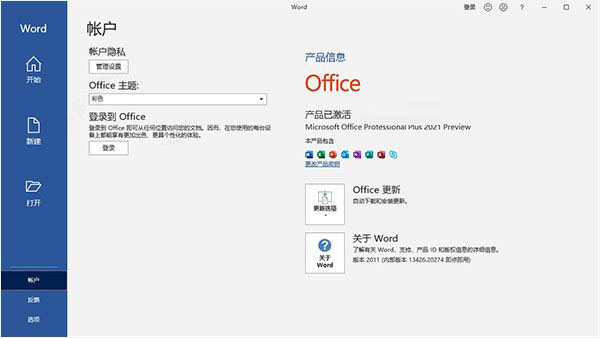 Word
登录
?
Word
开始
新建
打开
帐户
反馈
选项
帐户
帐户隐私
管理设置
Office 主题:
彩色
登录到 Office
登录到 Office 即可从任何位置访问您的文档。因而，在您使用的每台设
备上都能享有更加出色、更具个性化的体验。
登录
产品信息
Office
产品已激活
Microsoft Office Professional Plus 2021 Preview
本产品包含
更改产品密钥
更新选项
Office 更新
自动下载和安装更新。
关于
Word
关于 Word
了解有关 Word、支持、产品 ID 和版权信息的详细信息。
版本 2011 (内部版本 13426.20274 即点即用)